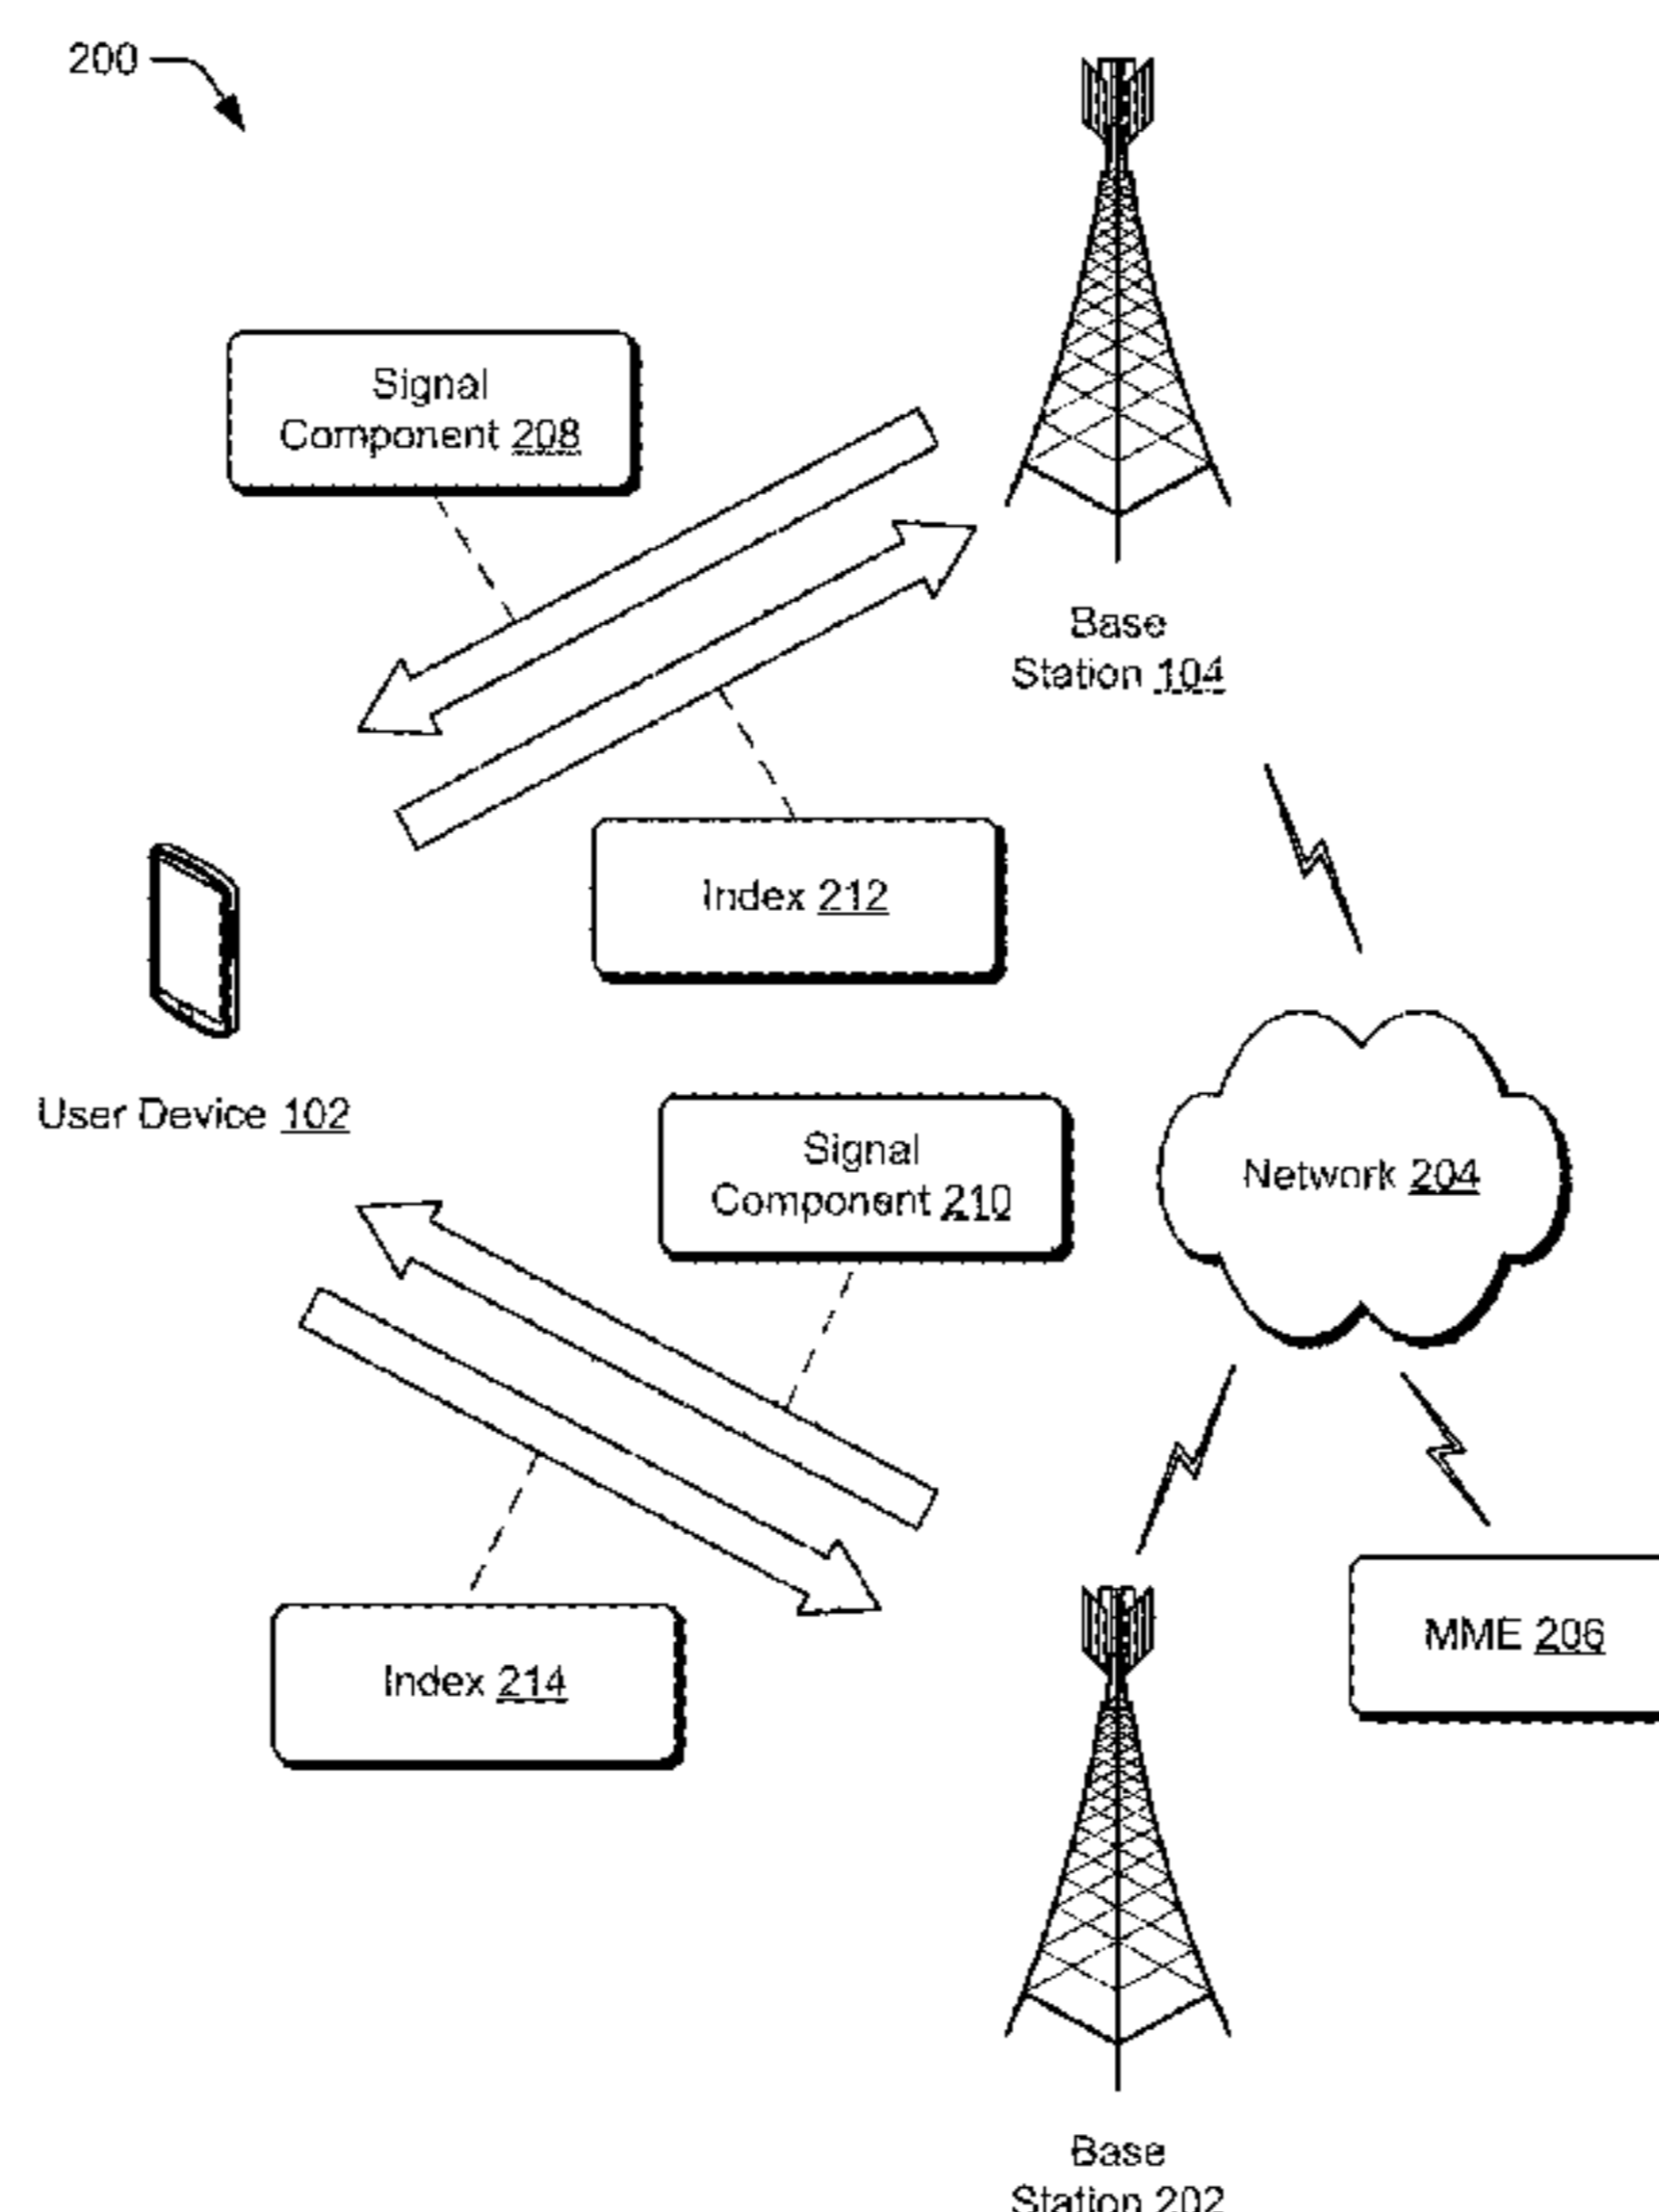 200
Signal
Component 208
Base
Station 104
Index 212
User Device 102
Signal
Component 210
Network 204
MME 206
Index 214
Base
Station 202